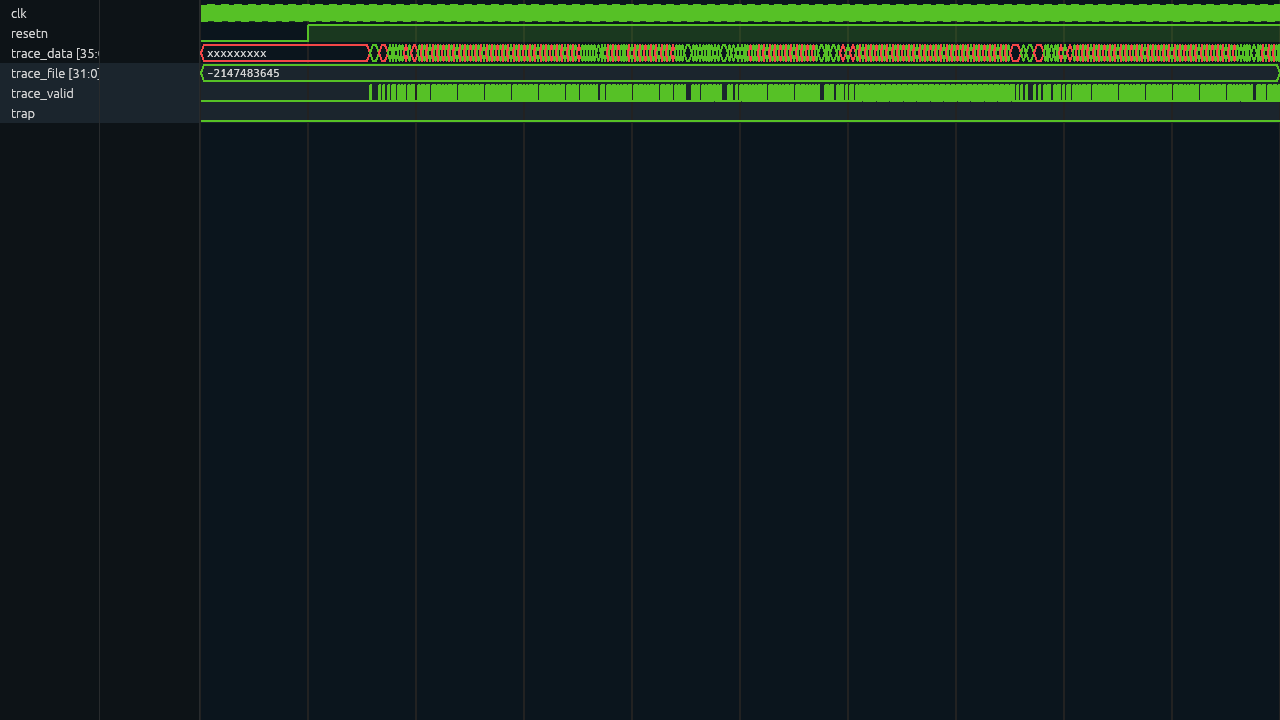 clk
resetn
trace_data [35:
xxxxxxxxx
trace_file [31:0]
-2147483645
trace_valid
trap